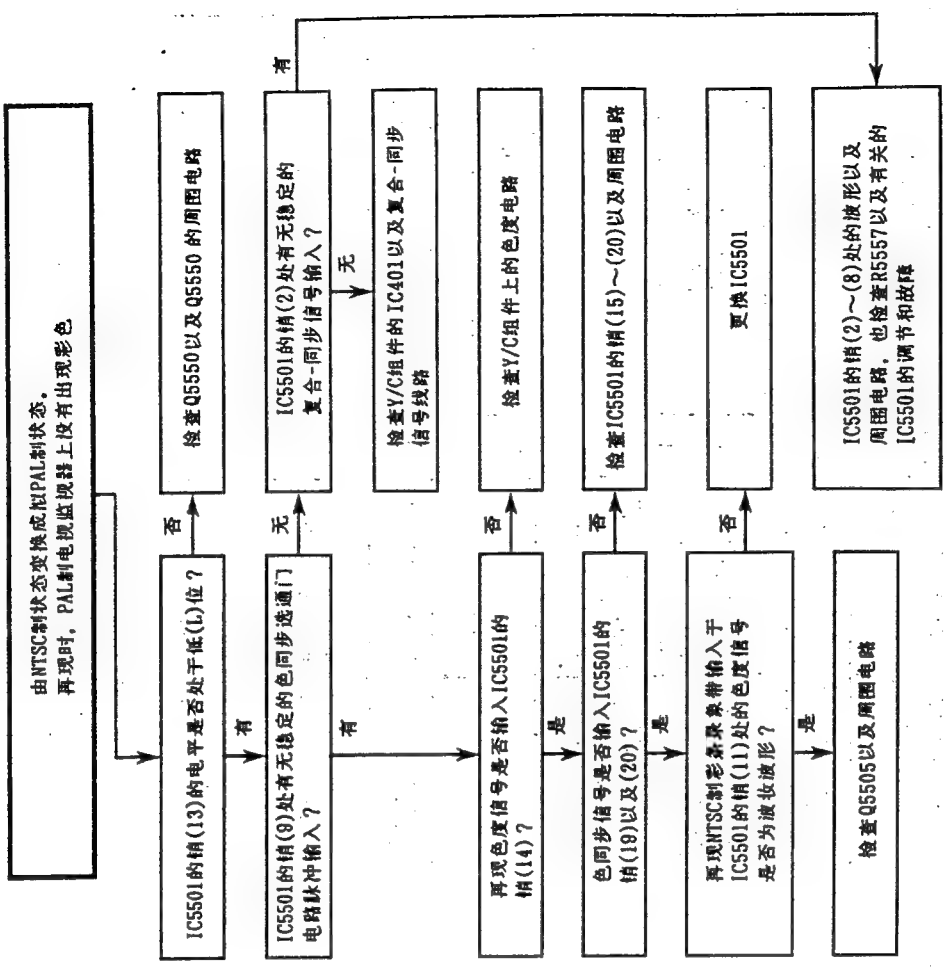 由NTSC制状态变换成拟PAL制状态。
再现时，PAL制电视监视器上没有出现彩色
IC5501的销(13)的电平是否处于低(L)位？
否
检查Q5550以及Q5550的周围电路
有
IC5501的销(9)处有无稳定的色同步选通门
电路脉冲输入？
无
IC5501的销(2)处有无稳定的
复合-同步信号输入？
有
无
检查Y/C组件的IC401以及复合-同步
信号线路
有
再现色度信号是否输入IC5501的
销(14)？
否
检查Y/C组件上的色度电路
是
色同步信号是否输入IC5501的
销(19)以及(20)？
否
检查IC5501的销(15)～(20)以及周围电路
是
再现NTSC制彩条录象带输入于
IC5501的销(11)处的色度信号
是否为波妆波形？
否
更换IC5501
是
检查Q5505以及周围电路
IC5501的销(2)～(8)处的波形以及
周围电路，也检查R5557以及有关的
IC5501的调节和故障